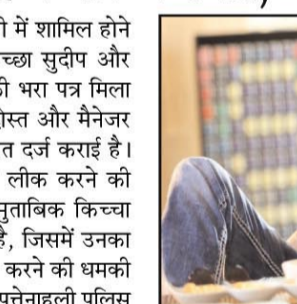 में शामिल होने
सुदीप और
भरा पत्र मिला
और मैनेजर
दर्ज कराई है।
लीक करने की
मुताबिक किच्चा
है, जिसमें उनका
करने की धमकी
पुलिस